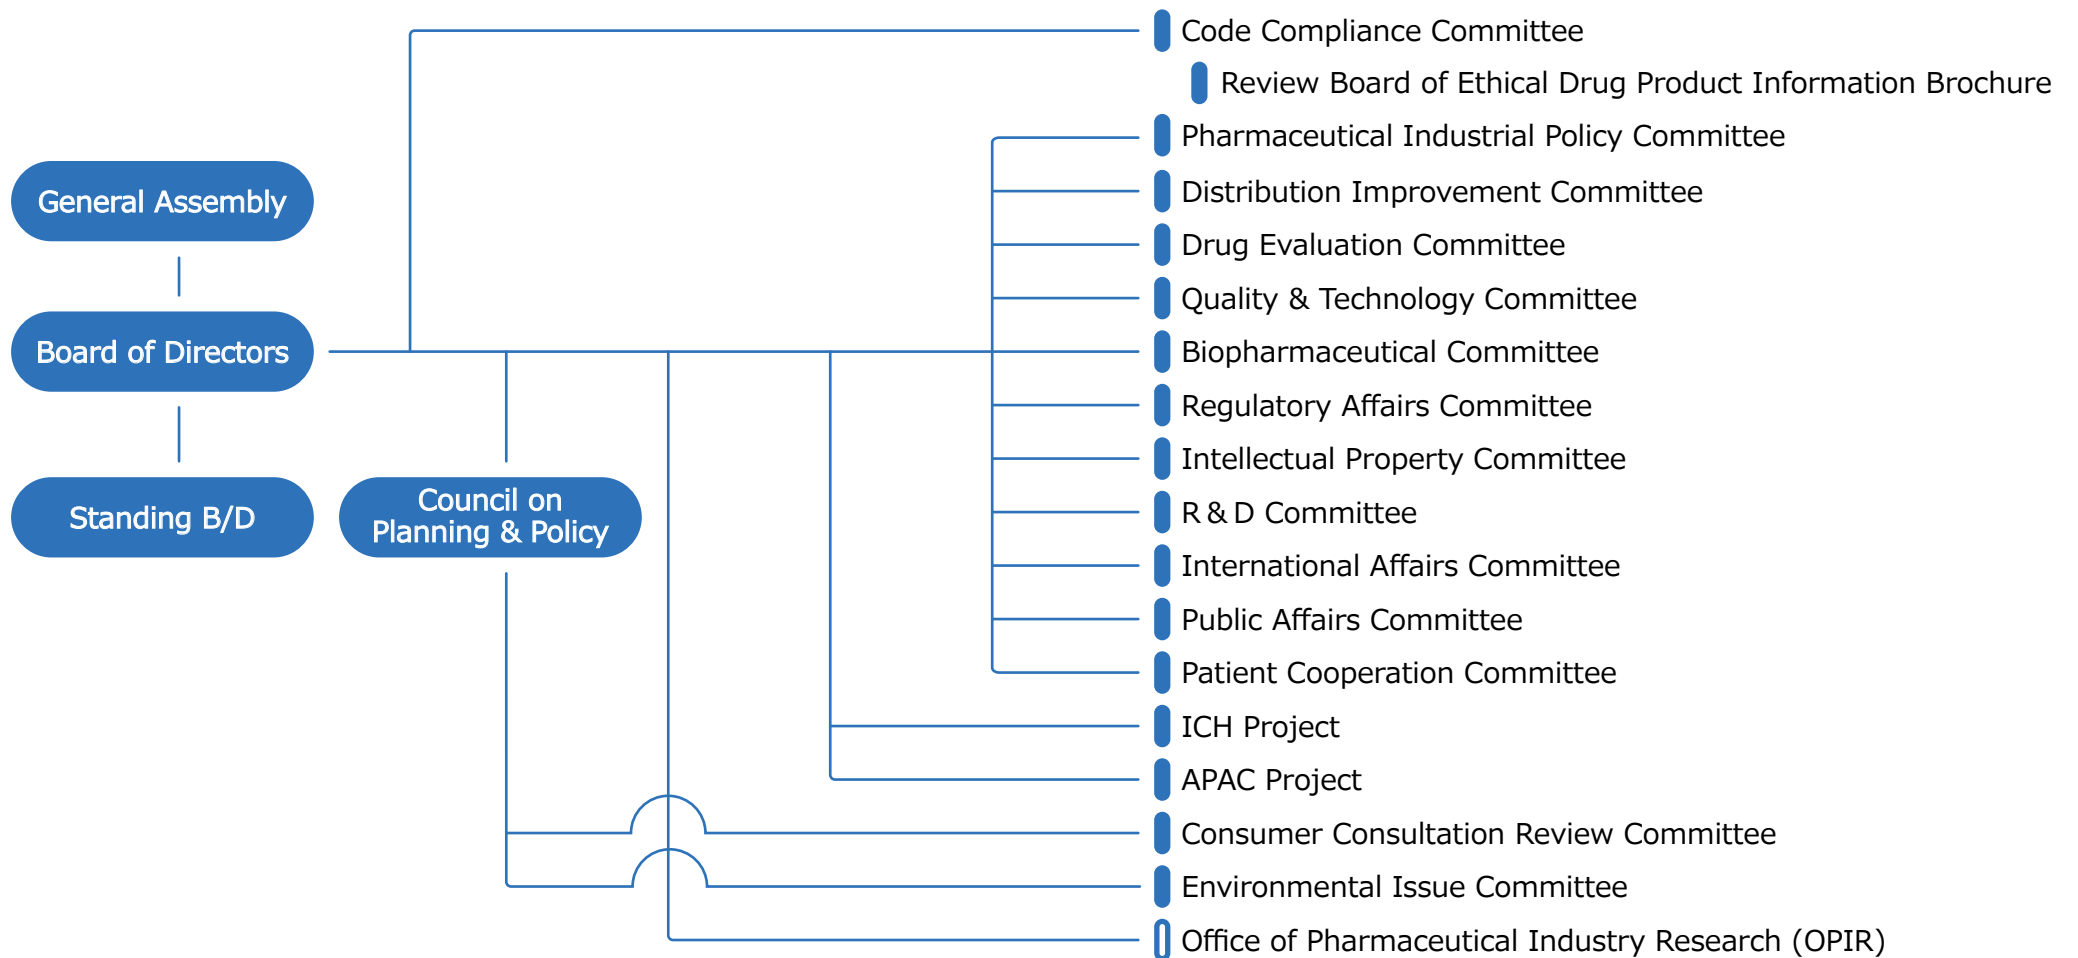 General Assembly
Board of Directors
Standing B/D
Council on
Planning & Policy
Code Compliance Committee
Review Board of Ethical Drug Product Information Brochure
Pharmaceutical Industrial Policy Committee
Distribution Improvement Committee
Drug Evaluation Committee
Quality & Technology Committee
Biopharmaceutical Committee
Regulatory Affairs Committee
Intellectual Property Committee
R & D Committee
International Affairs Committee
Public Affairs Committee
Patient Cooperation Committee
ICH Project
APAC Project
Consumer Consultation Review Committee
Environmental Issue Committee
Office of Pharmaceutical Industry Research (OPIR)